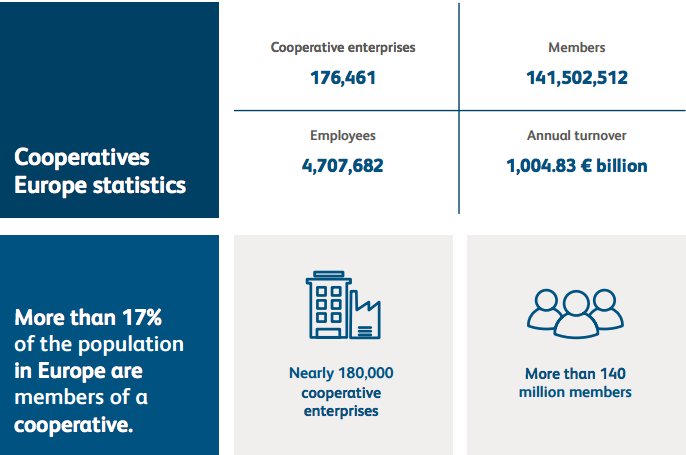 Cooperatives
Europe statistics
Cooperative enterprises
176,461
Members
141,502,512
Employees
4,707,682
Annual turnover
1,004.83 € billion
More than 17%
of the population
in Europe are
members of a
cooperative.
Nearly 180,000
cooperative
enterprises
More than 140
million members